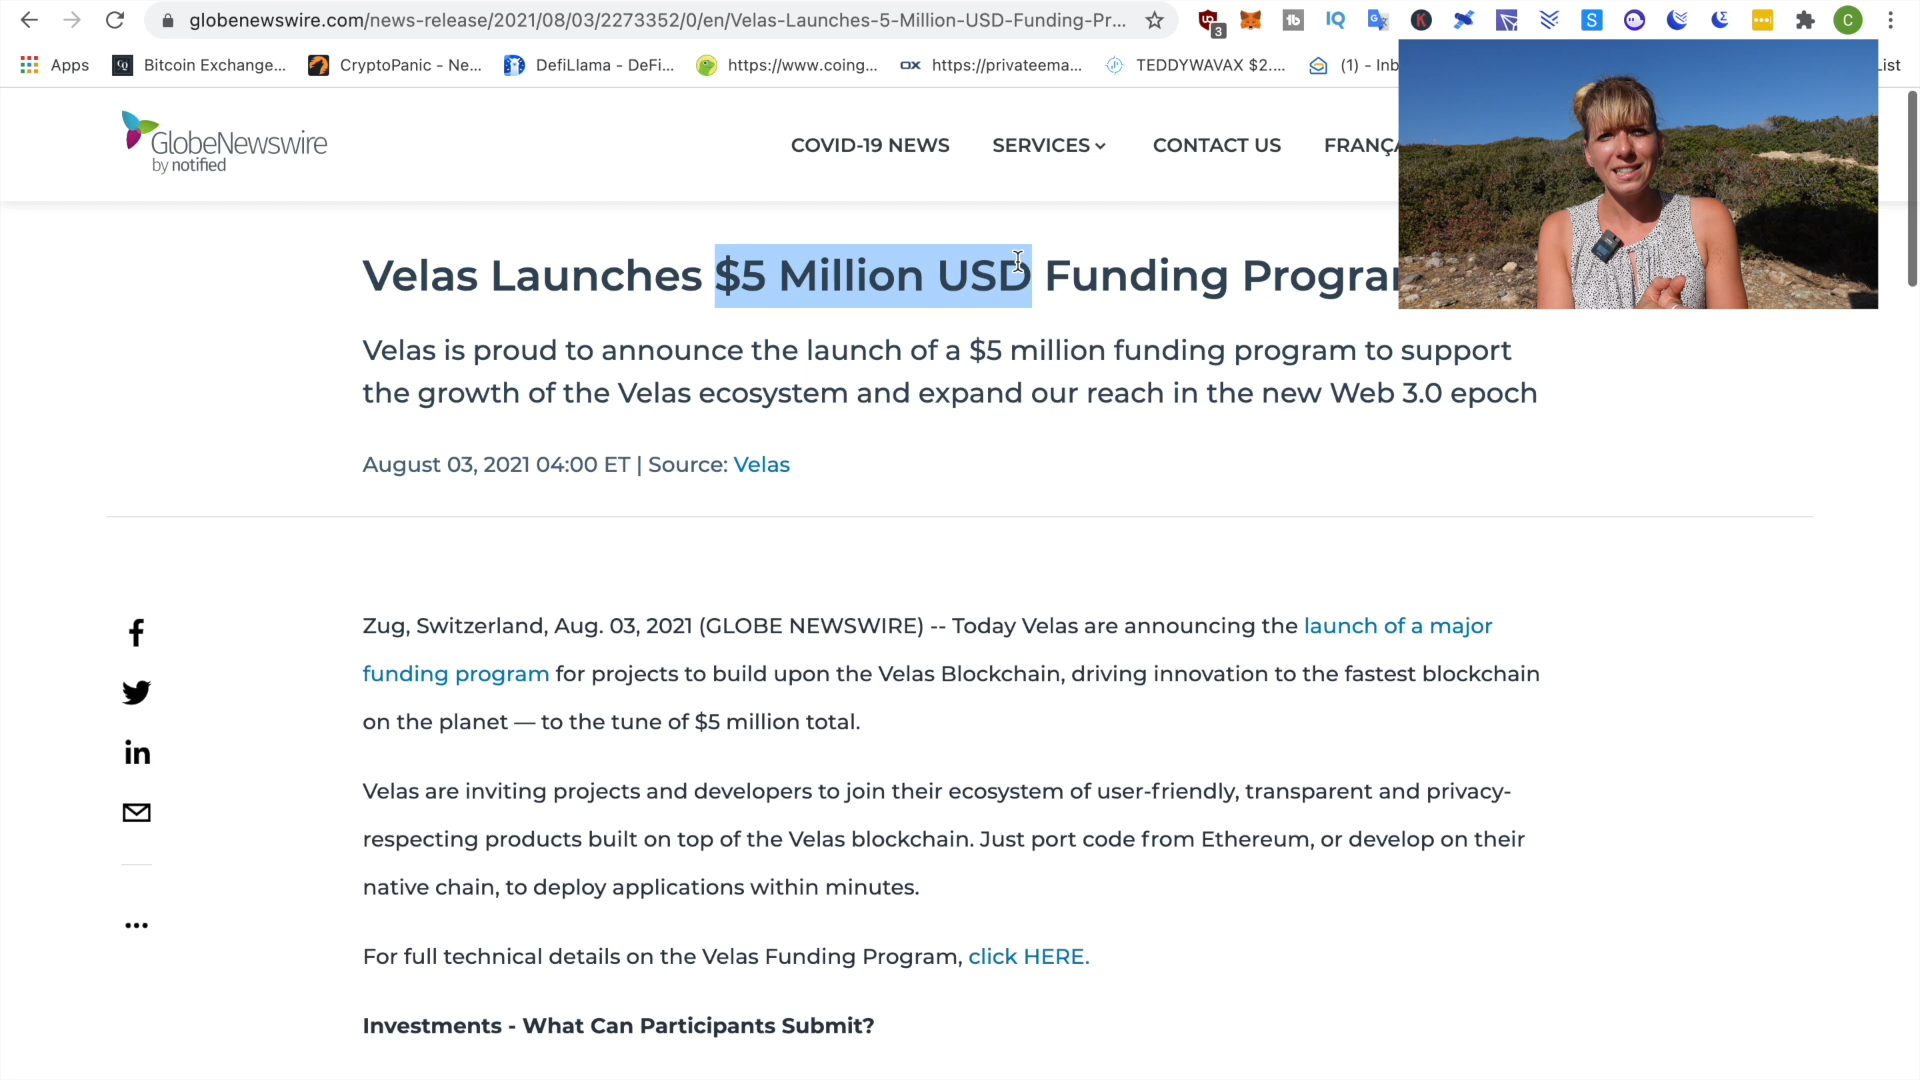 globenewswire.com/news-release/2021/08/03/2273352/0/en/Velas-Launches-5-Million-USD-Funding-Pr...
3
tb
IQ
K
S
C
Apps
Bitcoin Exchange...
CryptoPanic - Ne...
DefiLlama - DeFi...
https://www.coing...
OX
https://privateema...
TEDDYWAVAX $2....
(1) - Inb
List
GlobeNewswire
by notified
COVID-19 NEWS
SERVICES
CONTACT US
FRANÇA
Velas Launches $5 Million USD Funding Program
Velas is proud to announce the launch of a $5 million funding program to support
the growth of the Velas ecosystem and expand our reach in the new Web 3.0 epoch
August 03, 2021 04:00 ET | Source: Velas
Zug, Switzerland, Aug. 03, 2021 (GLOBE NEWSWIRE) -- Today Velas are announcing the launch of a major
funding program for projects to build upon the Velas Blockchain, driving innovation to the fastest blockchain
on the planet — to the tune of $5 million total.
Velas are inviting projects and developers to join their ecosystem of user-friendly, transparent and privacy-
respecting products built on top of the Velas blockchain. Just port code from Ethereum, or develop on their
native chain, to deploy applications within minutes.
For full technical details on the Velas Funding Program, click HERE.
Investments - What Can Participants Submit?